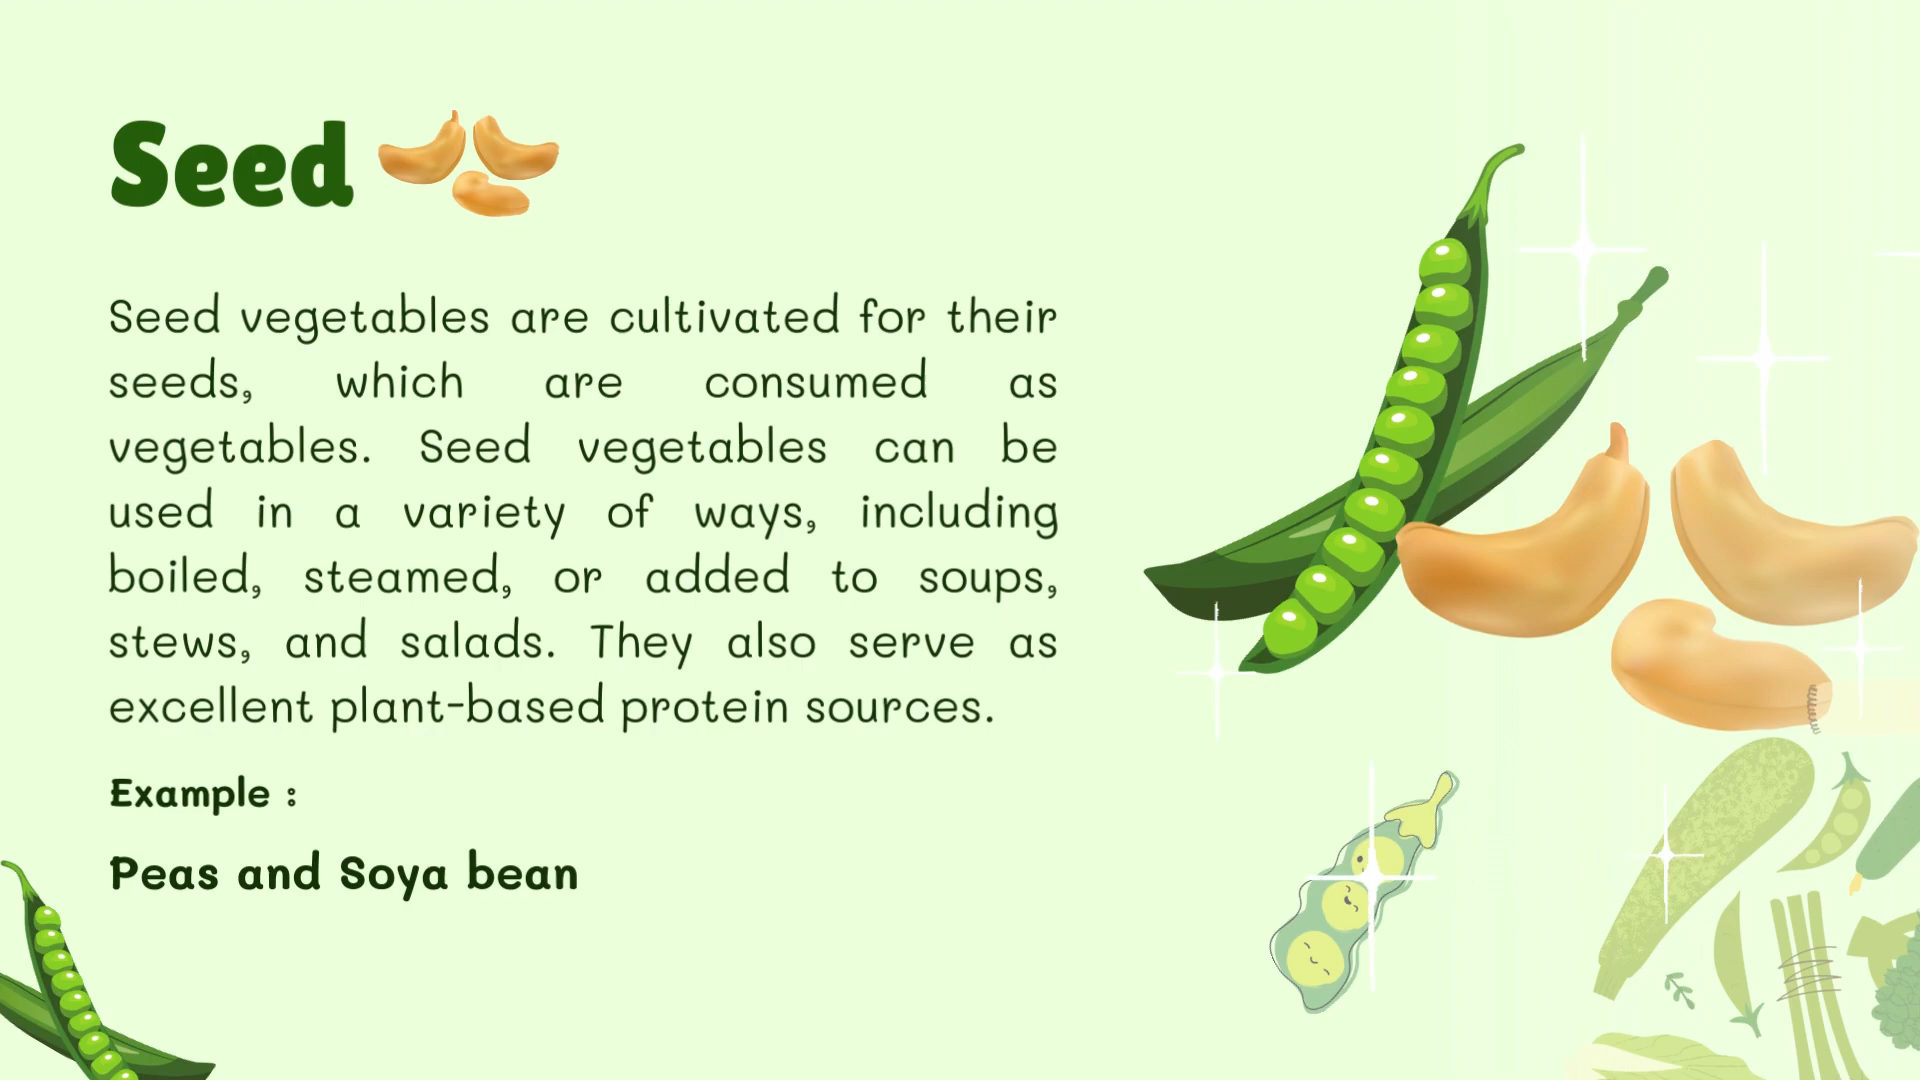 Seed
Seed vegetables are cultivated for their
seeds, which are consumed as
vegetables. Seed vegetables can be
used in a variety of ways, including
boiled, steamed, or added to soups,
stews, and salads. They also serve as
excellent plant-based protein sources.
Example :
Peas and Soya bean